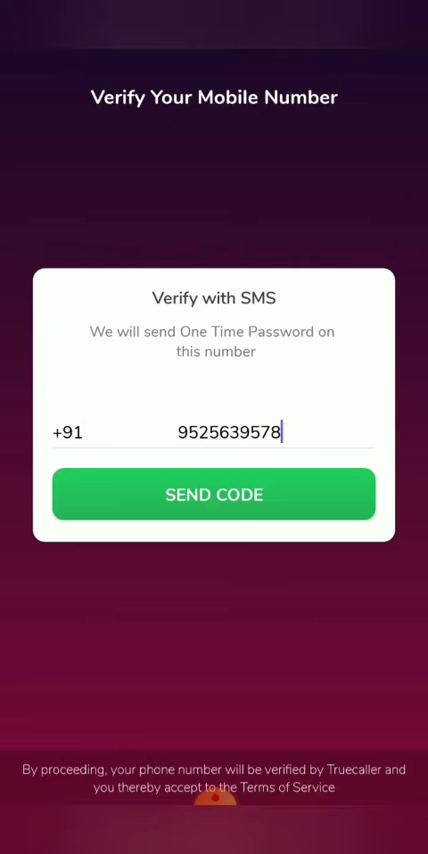 Verify Your Mobile Number
Verify with SMS
We will send One Time Password on
this number
+91 9525639578
SEND CODE
By proceeding, your phone number will be verified by Truecaller and
you thereby accept to the Terms of Service